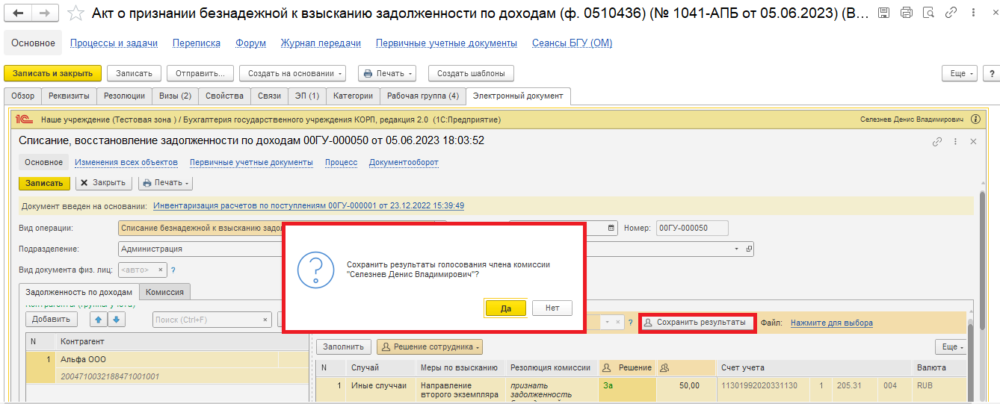 Акт о признании безнадежной к взысканию задолженности по доходам (ф. 0510436) (№ 1041-АПБ от 05.06.2023) (В...
Основное Процессы и задачи Переписка Форум Журнал передачи Первичные учетные документы Сеансы БГУ (ОМ)
Записать и закрыть Записать Отправить... Создать на основании Печать Создать шаблоны Еще ?
Обзор Реквизиты Резолюции Визы (2) Свойства Связи ЭП (1) Категории Рабочая группа (4) Электронный документ
1С Наше учреждение (Тестовая зона ) / Бухгалтерия государственного учреждения КОРП, редакция 2.0 (1С:Предприятие) Селезнев Денис Владимирович
Списание, восстановление задолженности по доходам 00ГУ-000050 от 05.06.2023 18:03:52
Основное Изменения всех объектов Первичные учетные документы Процесс Документооборот
Записать Закрыть Печать
Документ введен на основании: Инвентаризация расчетов по поступлениям 00ГУ-000001 от 23.12.2022 15:39:49
Вид операции: Списание безнадежной к взысканию задол Номер: 00ГУ-000050
Подразделение: Администрация
Вид документа физ. лиц: <авто> × ?
Сохранить результаты голосования члена комиссии
"Селезнев Денис Владимирович"?
Да Нет
Задолженность по доходам Комиссия
Контрагенты (группы учета)
Добавить Поиск (Ctrl+F) × ? Сохранить результаты Файл: Нажмите для выбора
Заполнить Решение сотрудника Еще
N Контрагент
1 Альфа ООО
2004710032188471001001
N Случай Меры по взысканию Резолюция комиссии Решение Счет учета Валюта
1 Иные случаи Направление второго экземпляра признать задолженность За 50,00 11301992020331130 1 205.31 004 RUB